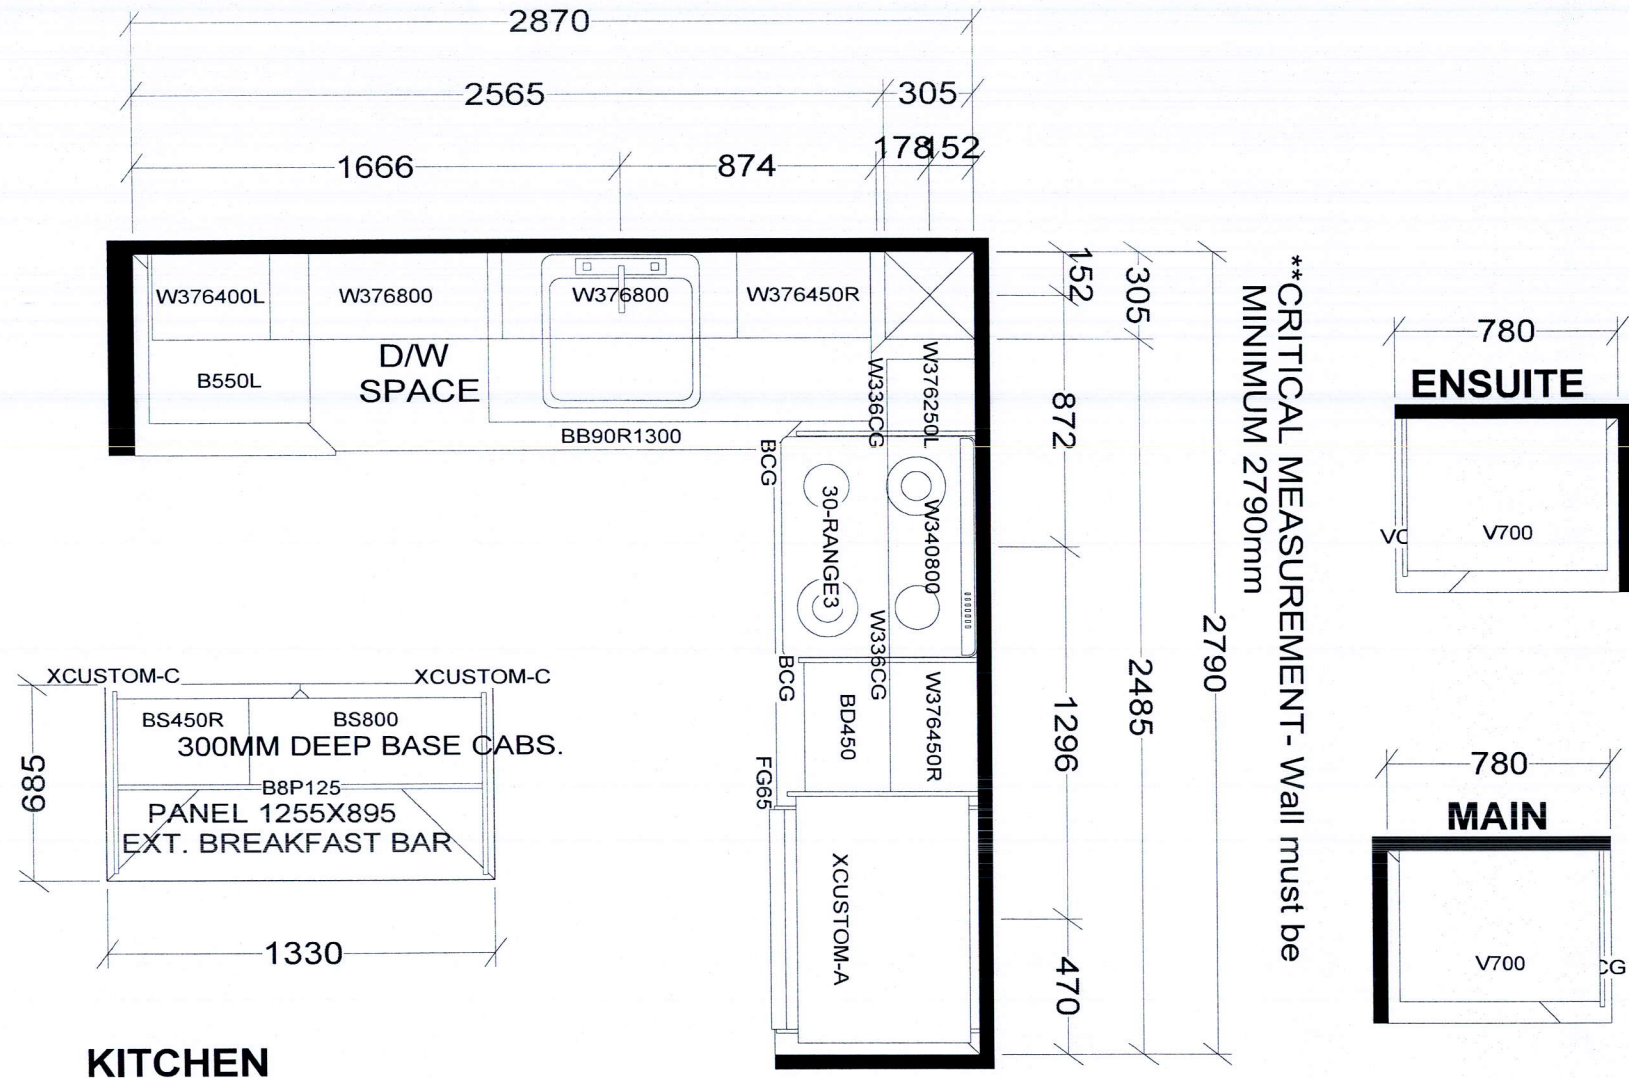 2870
2565
305
1666
874
178
152
W376400L
W376800
W376800
W376450R
B550L
D/W
SPACE
BB90R1300
W336CG
W376250L
BCG
30-RANGE3
W340800
W336CG
BCG
BD450
W376450R
FG65
XCUSTOM-A
152
305
872
2790
2485
1296
470
**CRITICAL MEASUREMENT- Wall must be
MINIMUM 2790mm
780
ENSUITE
V700
780
MAIN
V700
CG
XCUSTOM-C
XCUSTOM-C
BS450R
BS800
300MM DEEP BASE CABS.
B8P125
PANEL 1255X895
EXT. BREAKFAST BAR
685
1330
KITCHEN